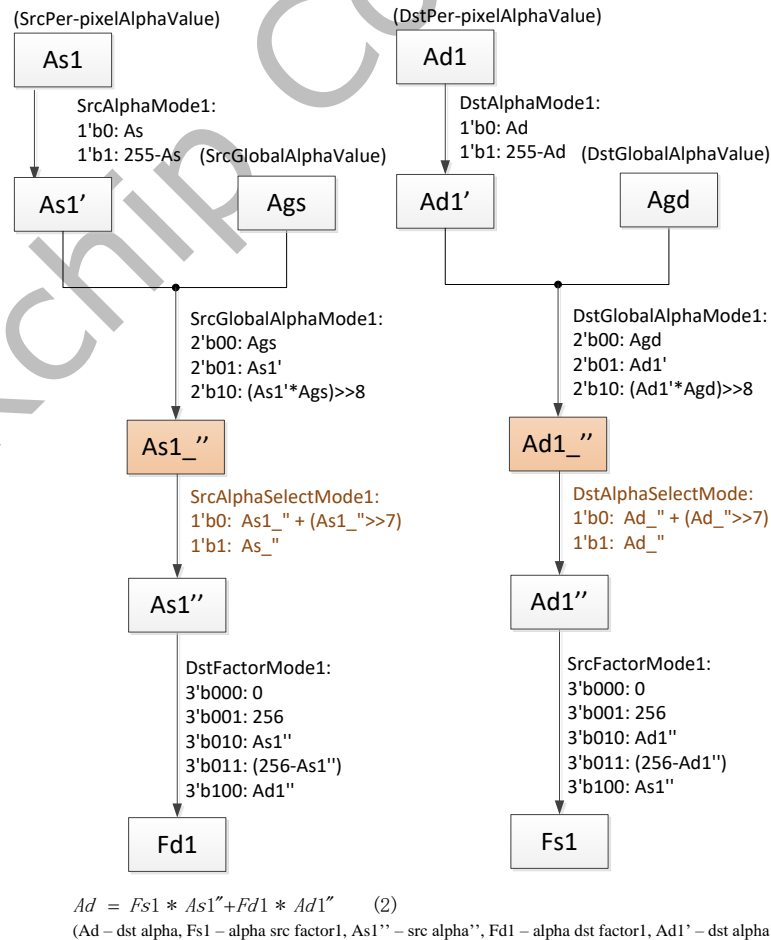 (SrcPer-pixelAlphaValue)
As1
SrcAlphaMode1:
1'b0: As
1'b1: 255-As
(SrcGlobalAlphaValue)
As1’
Ags
SrcGlobalAlphaMode1:
2'b00: Ags
2'b01: As1'
2'b10: (As1'*Ags)>>8
As1_’’
SrcAlphaSelectMode1:
1'b0:  As1_" + (As1_">>7)
1'b1:  As_"
As1’’
DstFactorMode1:
3'b000: 0
3'b001: 256
3'b010: As1''
3'b011: (256-As1'')
3'b100: Ad1''
Fd1
(DstPer-pixelAlphaValue)
Ad1
DstAlphaMode1:
1'b0: Ad
1'b1: 255-Ad
(DstGlobalAlphaValue)
Ad1’
Agd
DstGlobalAlphaMode1:
2'b00: Agd
2'b01: Ad1'
2'b10: (Ad1'*Agd)>>8
Ad1_’’
DstAlphaSelectMode:
1'b0:  Ad_" + (Ad_">>7)
1'b1:  Ad_"
Ad1’’
SrcFactorMode1:
3'b000: 0
3'b001: 256
3'b010: Ad1''
3'b011: (256-Ad1'')
3'b100: As1''
Fs1
Ad = Fs1 * As1″+Fd1 * Ad1″    (2)
(Ad – dst alpha, Fs1 – alpha src factor1, As1’’ – src alpha’’, Fd1 – alpha dst factor1, Ad1’ – dst alpha